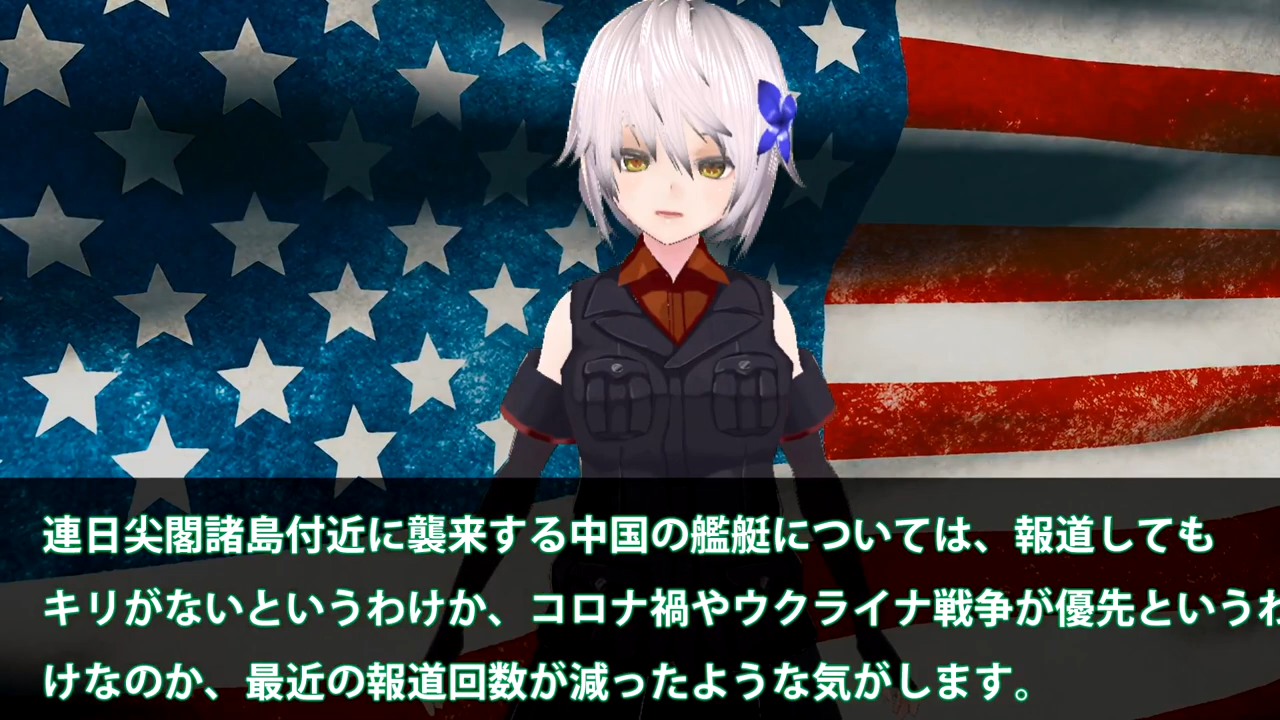 連日尖閣諸島付近に襲来する中国の艦艇については、報道しても
キリがないというわけか、コロナ禍やウクライナ戦争が優先というわ
けなのか、最近の報道回数が減ったような気がします。